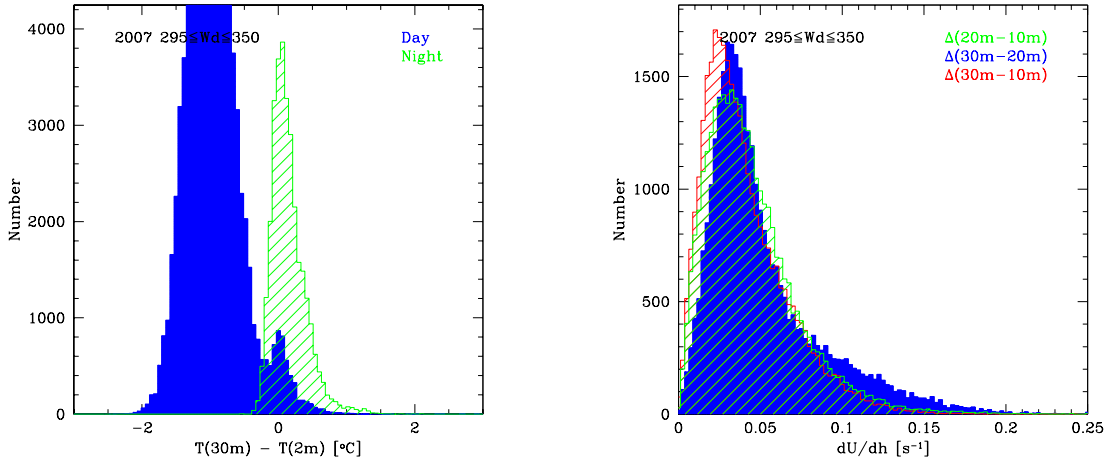 2007 295≦Wd≦350
Day
Night
4000
3000
2000
1000
0
Number
-2
0
2
T(30m) - T(2m) [°C]
2007 295≦Wd≦350
Δ(20m-10m)
Δ(30m-20m)
Δ(30m-10m)
1500
1000
500
0
Number
0
0.05
0.1
0.15
0.2
0.25
dU/dh [s⁻¹]